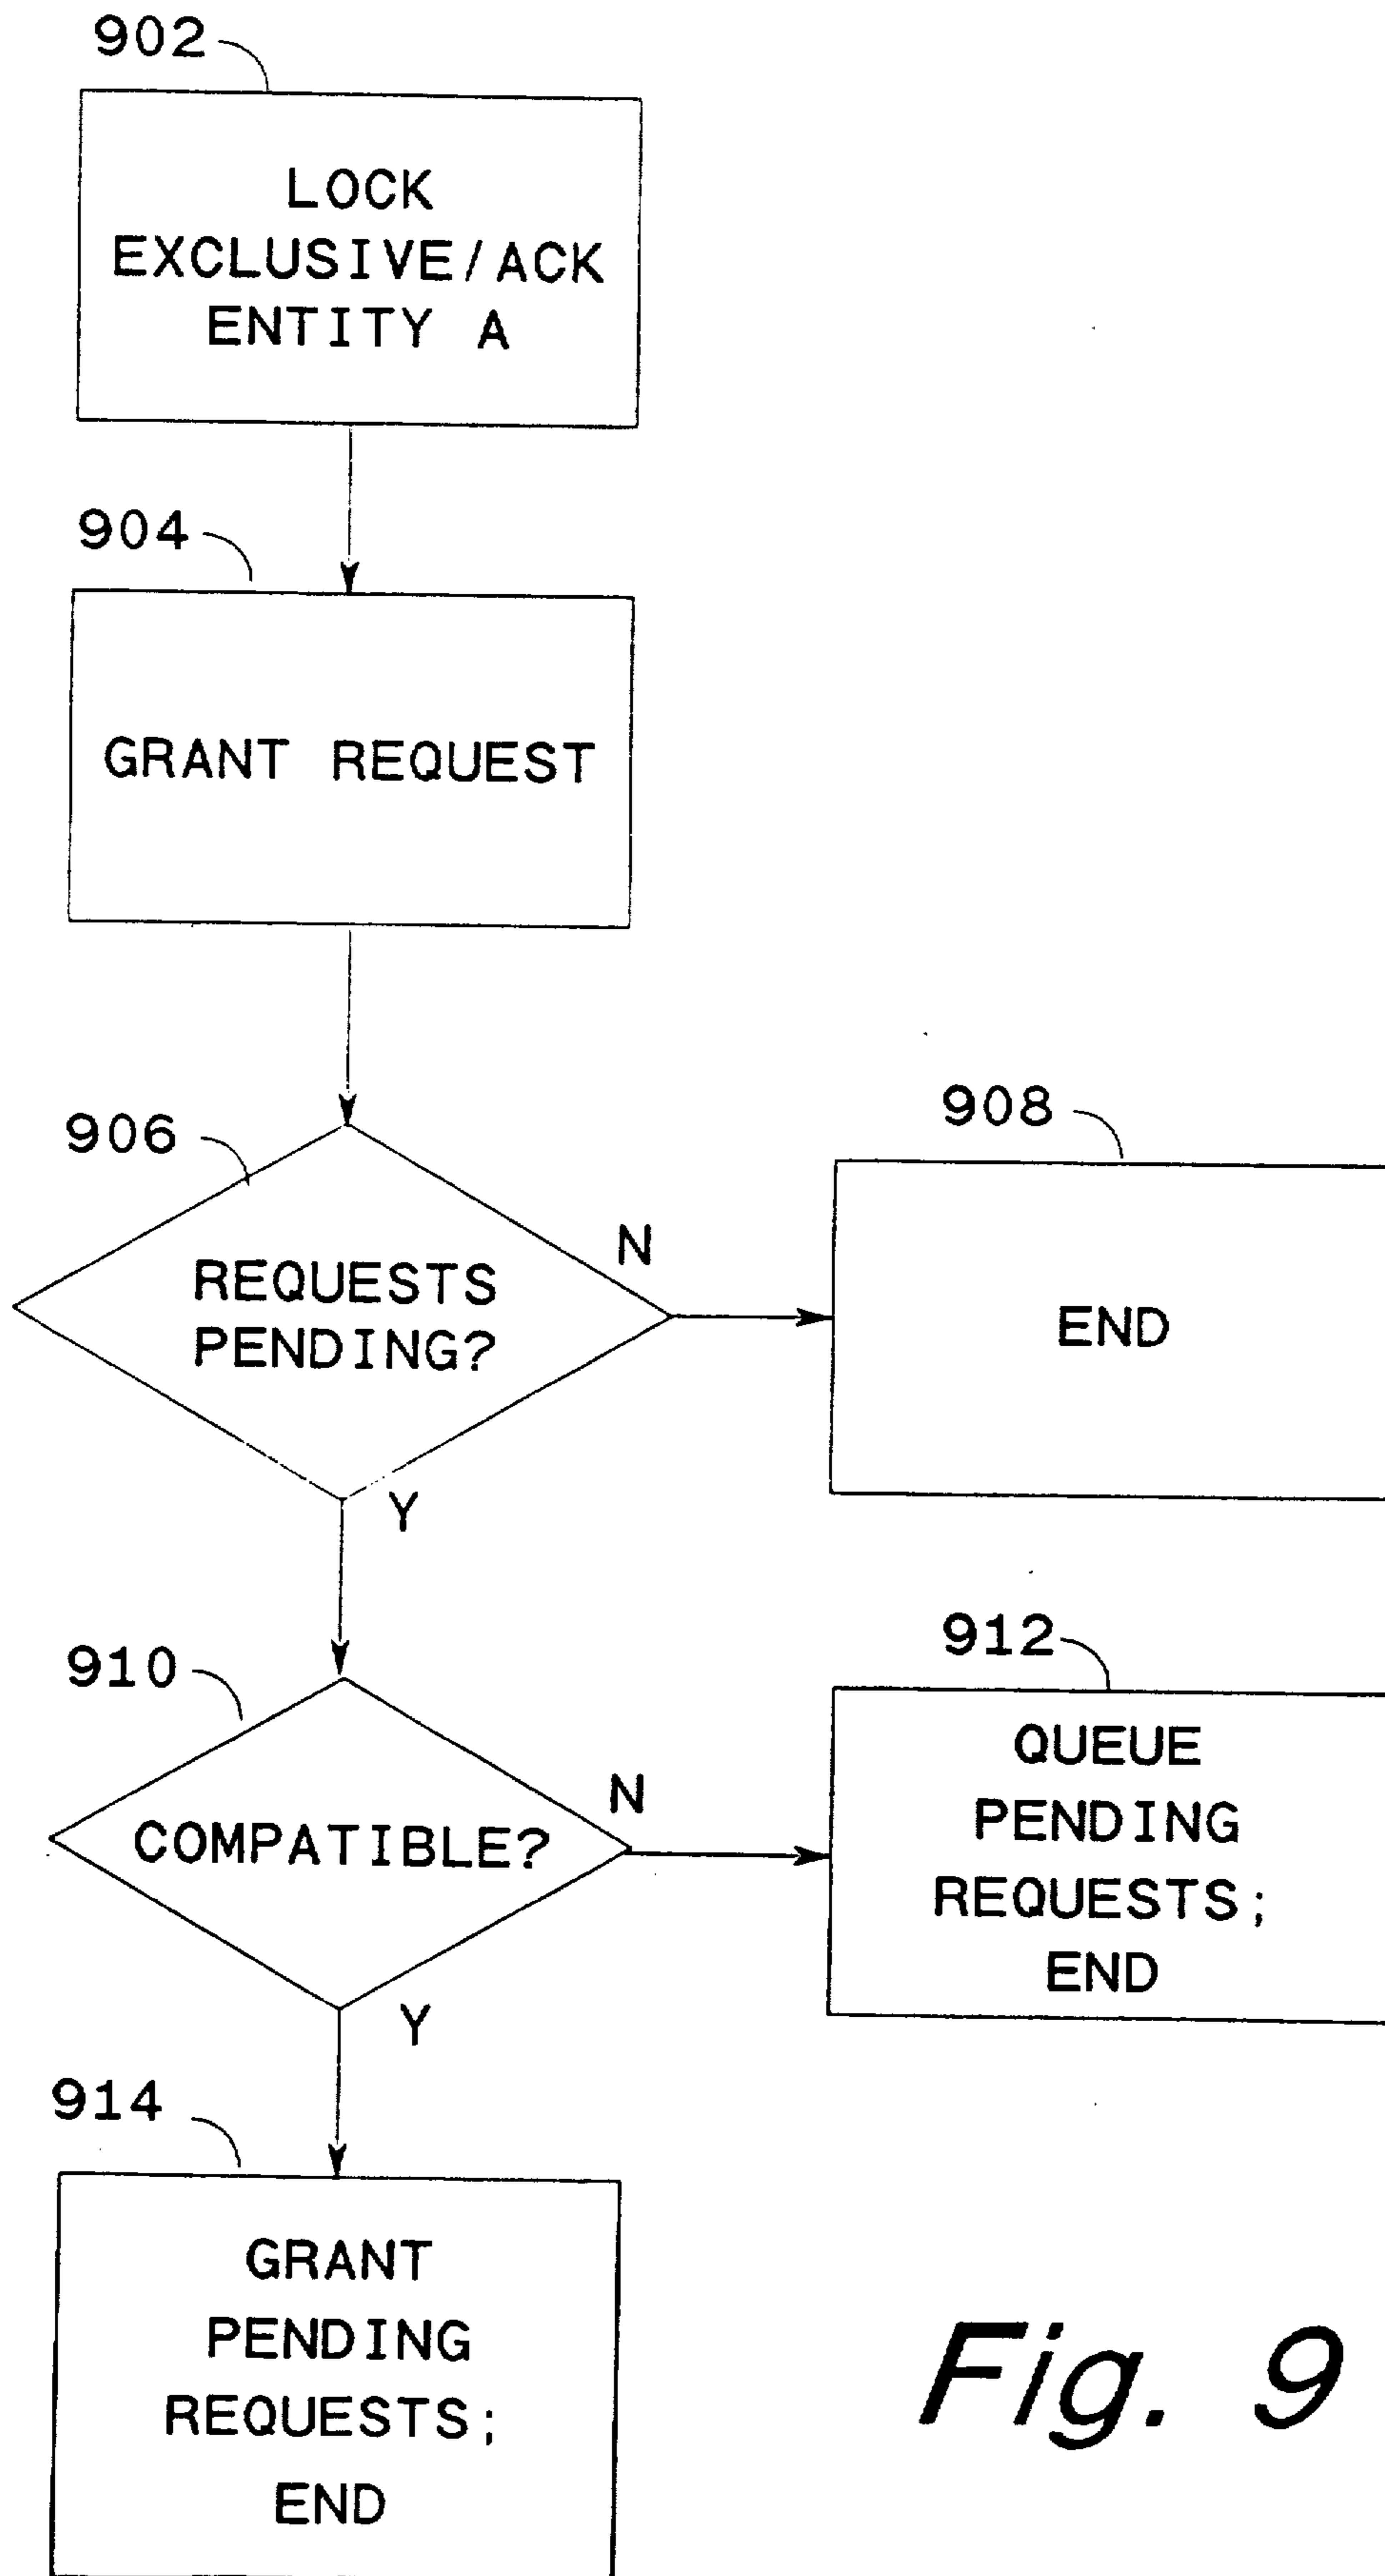 902
LOCK
EXCLUSIVE/ACK
ENTITY A
904
GRANT REQUEST
906
REQUESTS
PENDING?
N
Y
908
END
910
COMPATIBLE?
N
Y
912
QUEUE
PENDING
REQUESTS;
END
914
GRANT
PENDING
REQUESTS;
END
Fig. 9